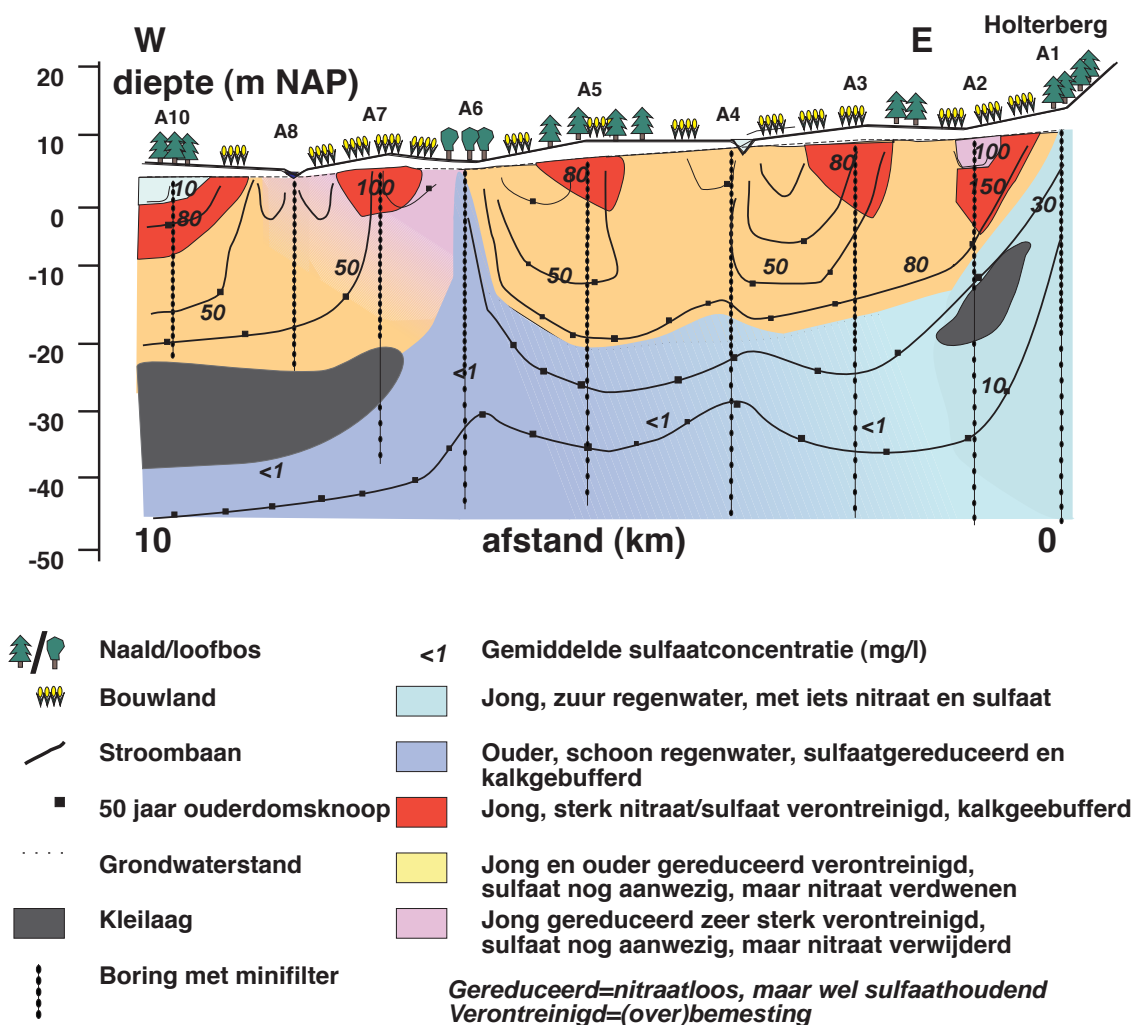 W
E
Holterberg
diepte (m NAP)
20
10
0
-10
-20
-30
-40
-50
A10
A8
A7
A6
A5
A4
A3
A2
A1
10
80
50
100
50
80
50
50
80
80
100
150
30
10
<1
<1
<1
<1
10
afstand (km)
0
Naald/loofbos
<1 Gemiddelde sulfaatconcentratie (mg/l)
Bouwland
Jong, zuur regenwater, met iets nitraat en sulfaat
Stroombaan
Ouder, schoon regenwater, sulfaatgereduceerd en
kalkgebufferd
50 jaar ouderdomsknoop
Jong, sterk nitraat/sulfaat verontreinigd, kalkgeebufferd
Grondwaterstand
Jong en ouder gereduceerd verontreinigd,
sulfaat nog aanwezig, maar nitraat verdwenen
Kleilaag
Jong gereduceerd zeer sterk verontreinigd,
sulfaat nog aanwezig, maar nitraat verwijderd
Boring met minifilter
Gereduceerd=nitraatloos, maar wel sulfaathoudend
Verontreinigd=(over)bemesting